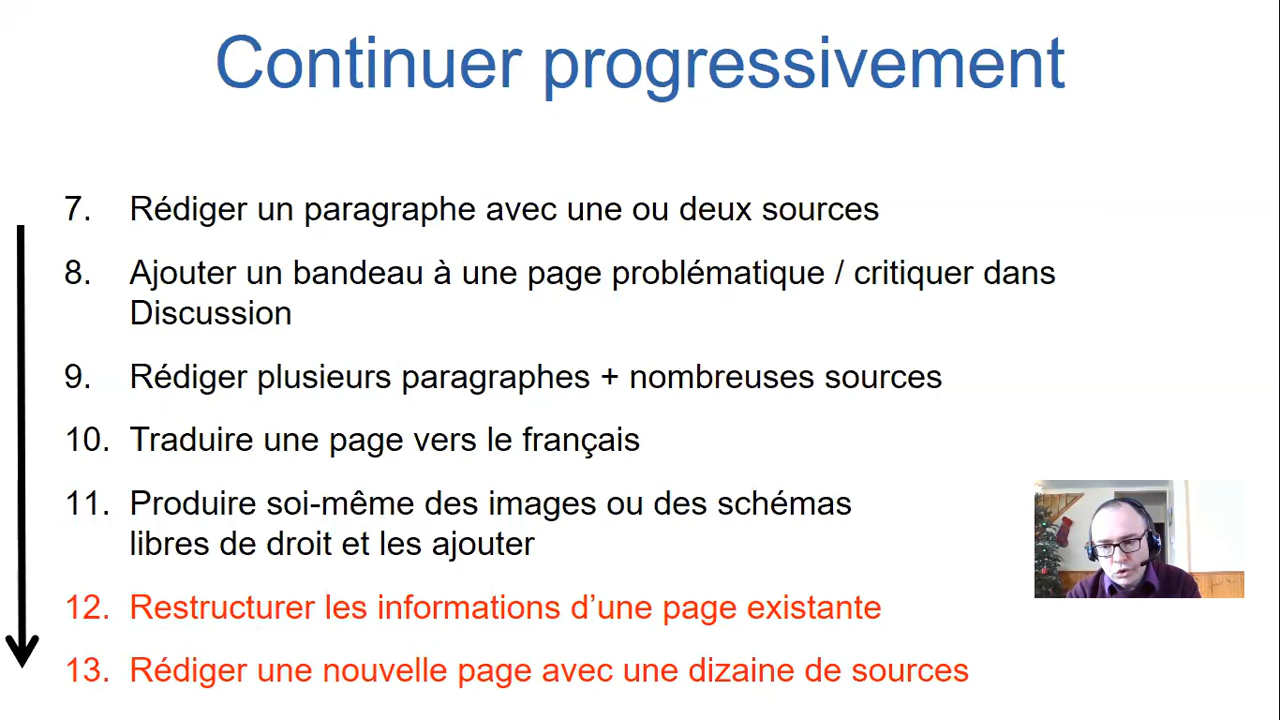 Continuer progressivement
7. Rédiger un paragraphe avec une ou deux sources
8. Ajouter un bandeau à une page problématique / critiquer dans
Discussion
9. Rédiger plusieurs paragraphes + nombreuses sources
10. Traduire une page vers le français
11. Produire soi-même des images ou des schémas
libres de droit et les ajouter
12. Restructurer les informations d’une page existante
13. Rédiger une nouvelle page avec une dizaine de sources